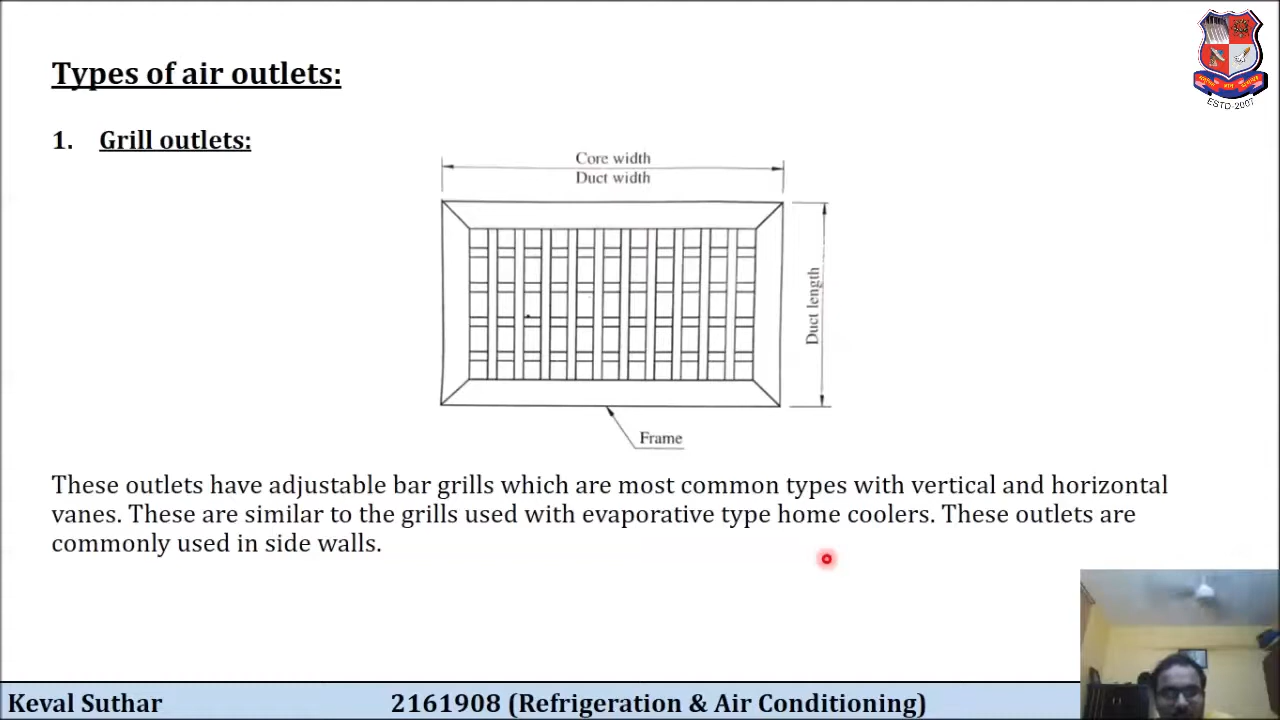 Types of air outlets:
1. Grill outlets:
Core width
Duct width
Duct length
Frame
These outlets have adjustable bar grills which are most common types with vertical and horizontal
vanes. These are similar to the grills used with evaporative type home coolers. These outlets are
commonly used in side walls.
ESTD-2007
Keval Suthar
2161908 (Refrigeration & Air Conditioning)